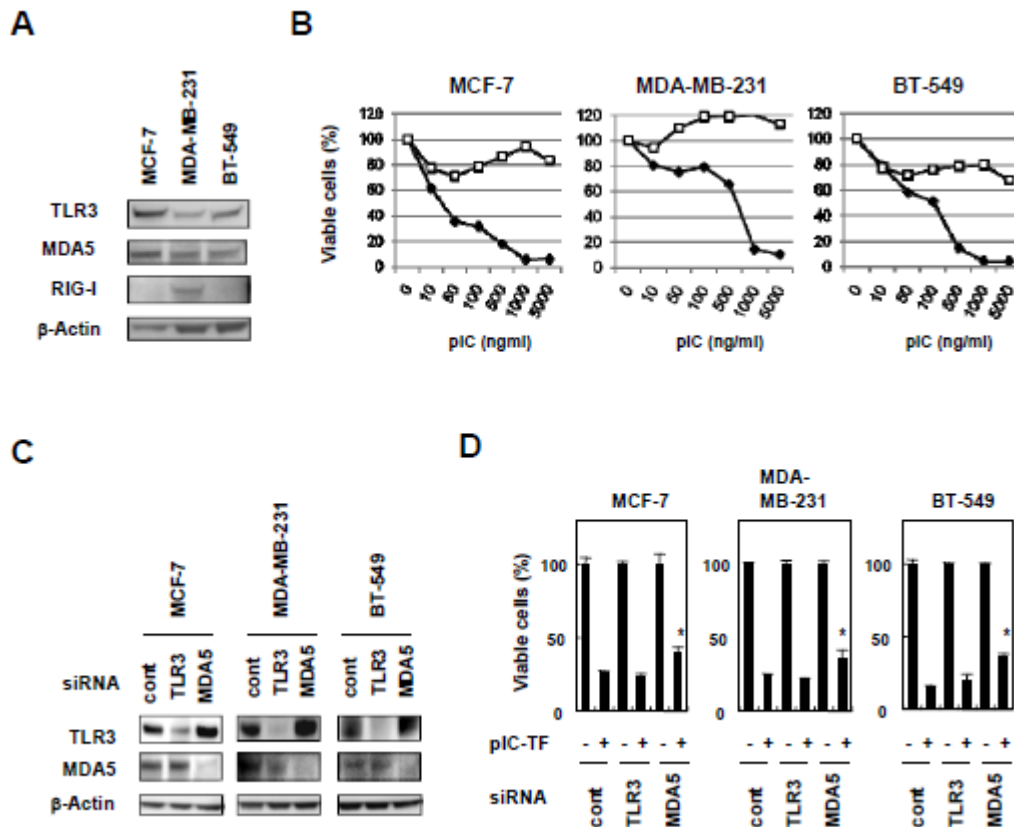 A
MCF-7
MDA-MB-231
BT-549
TLR3
MDA5
RIG-I
β-Actin
B
MCF-7 MDA-MB-231 BT-549
Viable cells (%)
120 120 120
100 100 100
80 80 80
60 60 60
40 40 40
20 20 20
0 0 0
0 10 50 100 500 1000 5000
0 10 50 100 500 1000 5000
0 10 50 100 500 1000 5000
pIC (ngml) pIC (ng/ml) pIC (ng/ml)
C
MCF-7
MDA-MB-231
BT-549
siRNA
cont TLR3 MDA5 cont TLR3 MDA5 cont TLR3 MDA5
TLR3
MDA5
β-Actin
D
MCF-7
MDA-
MB-231
BT-549
Viable cells (%)
100 100 100
50 50 50
0 0 0
* * *
pIC-TF - + - + - + - + - + - + - + - + - +
siRNA
cont TLR3 MDA5 cont TLR3 MDA5 cont TLR3 MDA5